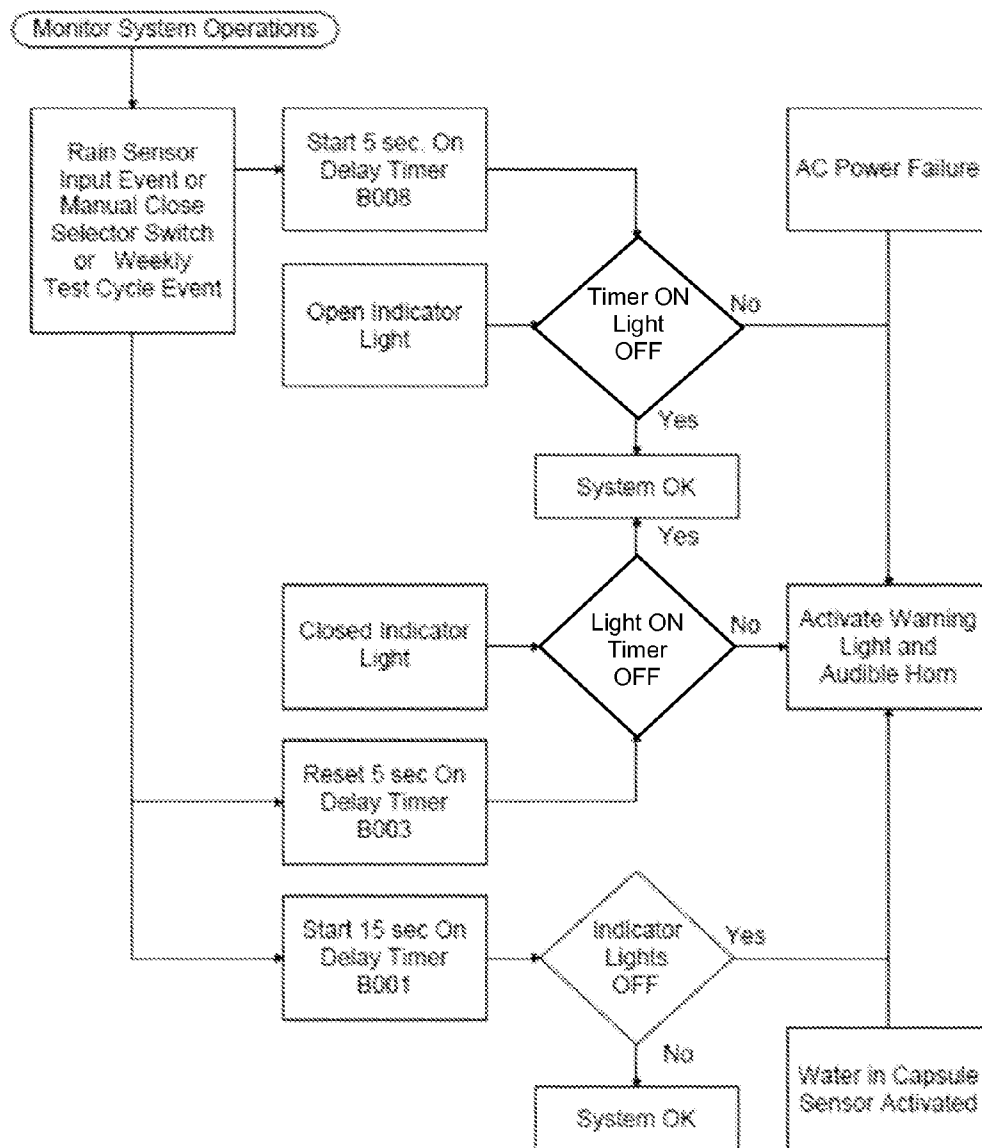 Monitor System Operations
Rain Sensor
Input Event or
Manual Close
Selector Switch
or Weekly
Test Cycle Event
Start 5 sec. On
Delay Timer
B008
AC Power Failure
Open Indicator
Light
Timer ON
Light
OFF
No
Yes
System OK
Yes
Closed Indicator
Light
Light ON
Timer
OFF
No
Activate Warning
Light and
Audible Horn
Reset 5 sec On
Delay Timer
B003
Start 15 sec On
Delay Timer
B001
Indicator
Lights
OFF
Yes
No
System OK
Water in Capsule
Sensor Activated